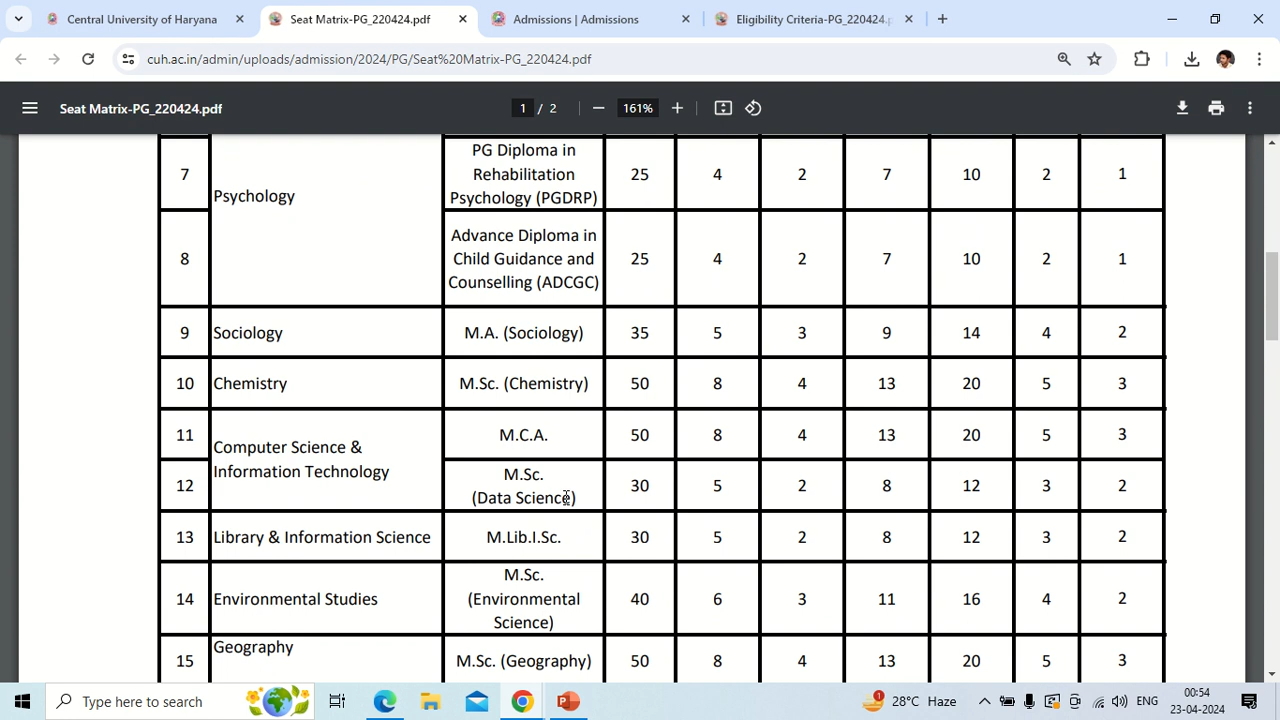 Central University of Haryana
Seat Matrix-PG_220424.pdf
Admissions | Admissions
Eligibility Criteria-PG_220424.p
cuh.ac.in/admin/uploads/admission/2024/PG/Seat%20Matrix-PG_220424.pdf
Seat Matrix-PG_220424.pdf
1 / 2
161%
7
Psychology
PG Diploma in
Rehabilitation
Psychology (PGDRP)
25 4 2 7 10 2 1
8
Advance Diploma in
Child Guidance and
Counselling (ADCGC)
25 4 2 7 10 2 1
9 Sociology M.A. (Sociology) 35 5 3 9 14 4 2
10 Chemistry M.Sc. (Chemistry) 50 8 4 13 20 5 3
11 M.C.A. 50 8 4 13 20 5 3
Computer Science &
Information Technology
12
M.Sc.
(Data Science)
30 5 2 8 12 3 2
13 Library & Information Science M.Lib.I.Sc. 30 5 2 8 12 3 2
14 Environmental Studies
M.Sc.
(Environmental
Science)
40 6 3 11 16 4 2
Geography
15 M.Sc. (Geography) 50 8 4 13 20 5 3
Type here to search
1
28°C Haze
ENG
00:54
23-04-2024